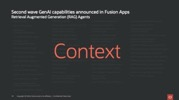 Second wave GenAI capabilities announced in Fusion Apps
Retrieval Augmented Generation (RAG) Agents
Context